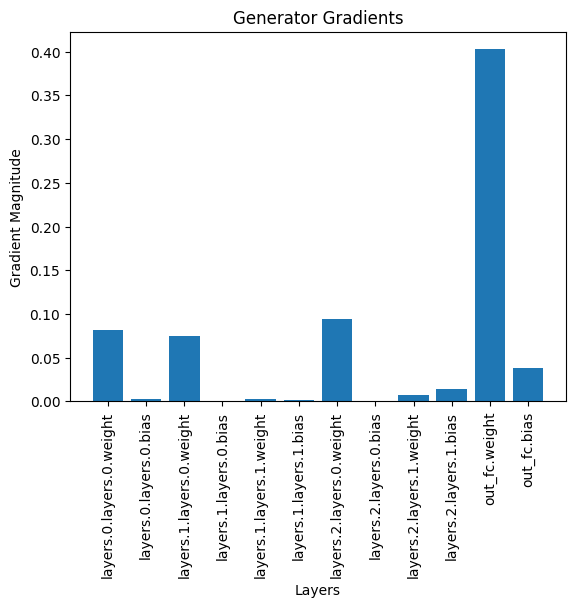 Generator Gradients
Gradient Magnitude
0.40
0.35
0.30
0.25
0.20
0.15
0.10
0.05
0.00
layers.0.layers.0.weight
layers.0.layers.0.bias
layers.1.layers.0.weight
layers.1.layers.0.bias
layers.1.layers.1.weight
layers.1.layers.1.bias
layers.2.layers.0.weight
layers.2.layers.0.bias
layers.2.layers.1.weight
layers.2.layers.1.bias
out_fc.weight
out_fc.bias
Layers